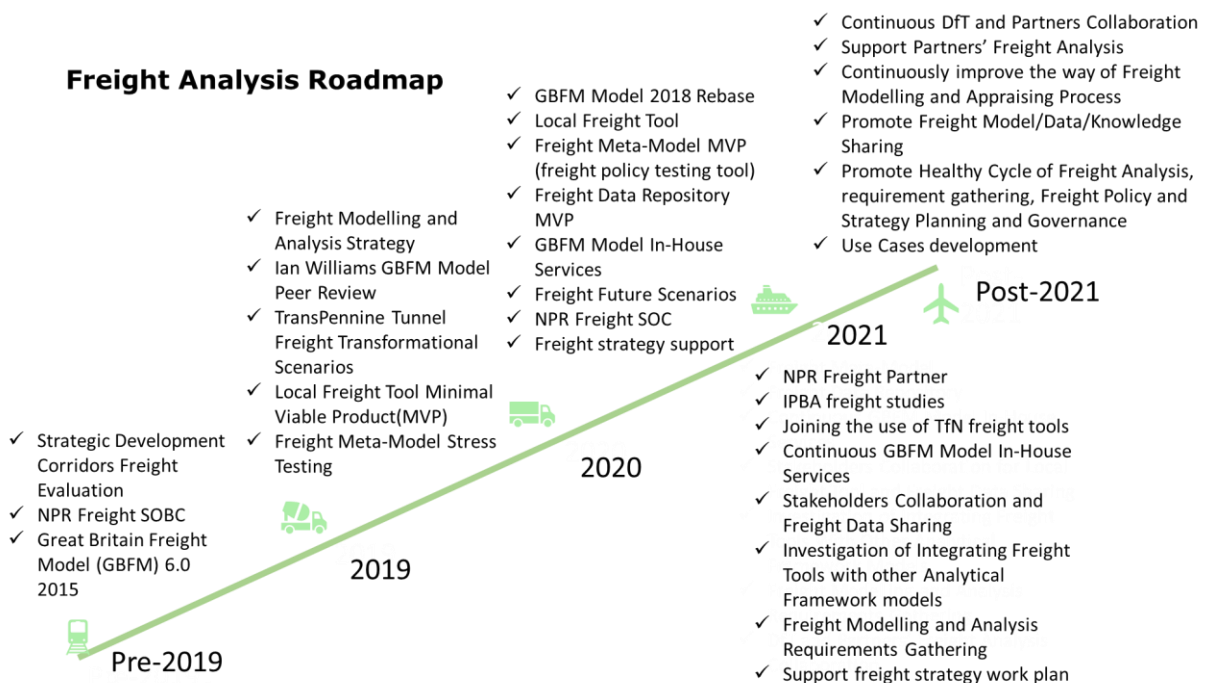 Freight Analysis Roadmap
✓ Strategic Development
Corridors Freight
Evaluation
✓ NPR Freight SOBC
✓ Great Britain Freight
Model (GBFM) 6.0
2015
Pre-2019
✓ Freight Modelling and
Analysis Strategy
✓ Ian Williams GBFM Model
Peer Review
✓ TransPennine Tunnel
Freight Transformational
Scenarios
✓ Local Freight Tool Minimal
Viable Product(MVP)
✓ Freight Meta-Model Stress
Testing
2019
✓ GBFM Model 2018 Rebase
✓ Local Freight Tool
✓ Freight Meta-Model MVP
(freight policy testing tool)
✓ Freight Data Repository
MVP
✓ GBFM Model In-House
Services
✓ Freight Future Scenarios
✓ NPR Freight SOC
✓ Freight strategy support
2020
2021
✓ NPR Freight Partner
✓ IPBA freight studies
✓ Joining the use of TfN freight tools
✓ Continuous GBFM Model In-House
Services
✓ Stakeholders Collaboration and
Freight Data Sharing
✓ Investigation of Integrating Freight
Tools with other Analytical
Framework models
✓ Freight Modelling and Analysis
Requirements Gathering
✓ Support freight strategy work plan
✓ Continuous DfT and Partners Collaboration
✓ Support Partners' Freight Analysis
✓ Continuously improve the way of Freight
Modelling and Appraising Process
✓ Promote Freight Model/Data/Knowledge
Sharing
✓ Promote Healthy Cycle of Freight Analysis,
requirement gathering, Freight Policy and
Strategy Planning and Governance
✓ Use Cases development
Post-2021